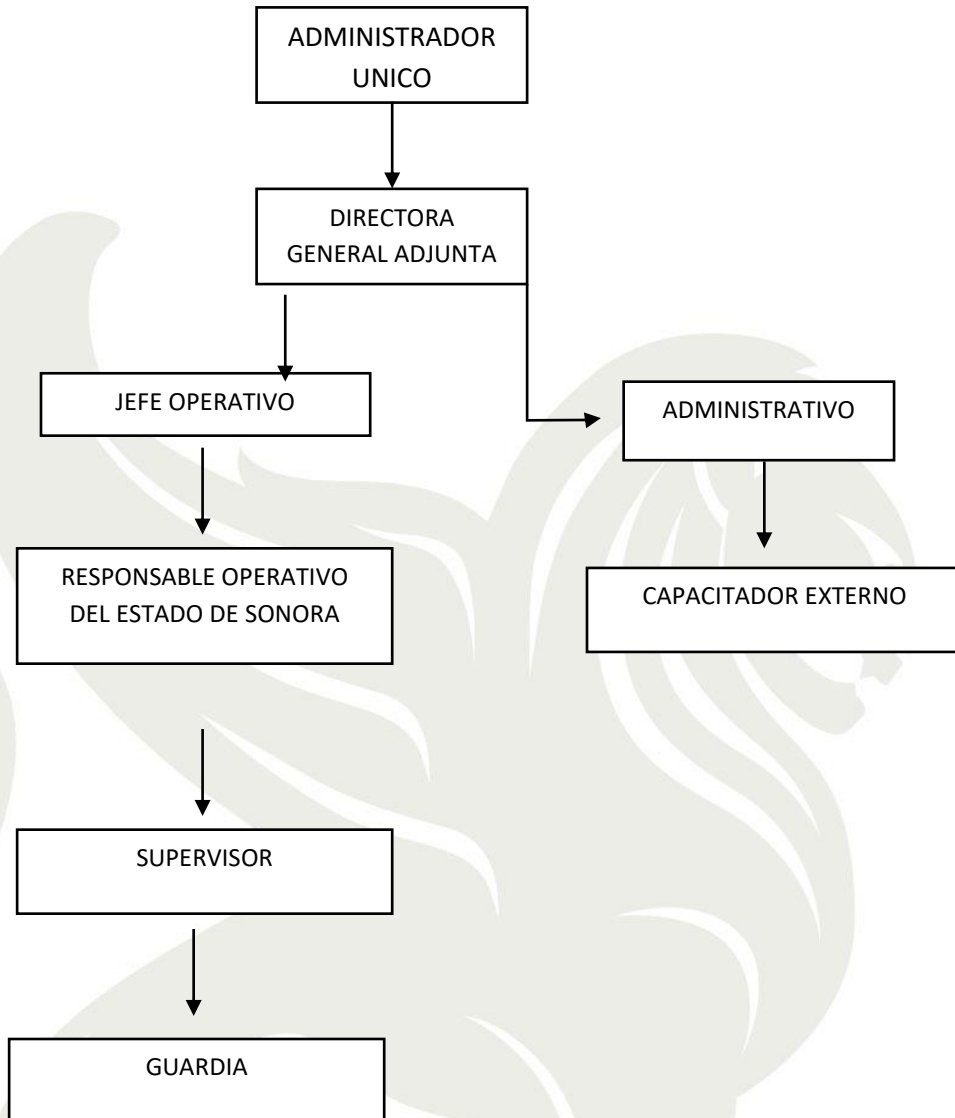 ADMINISTRADOR
UNICO
DIRECTORA
GENERAL ADJUNTA
JEFE OPERATIVO
ADMINISTRATIVO
RESPONSABLE OPERATIVO
DEL ESTADO DE SONORA
CAPACITADOR EXTERNO
SUPERVISOR
GUARDIA